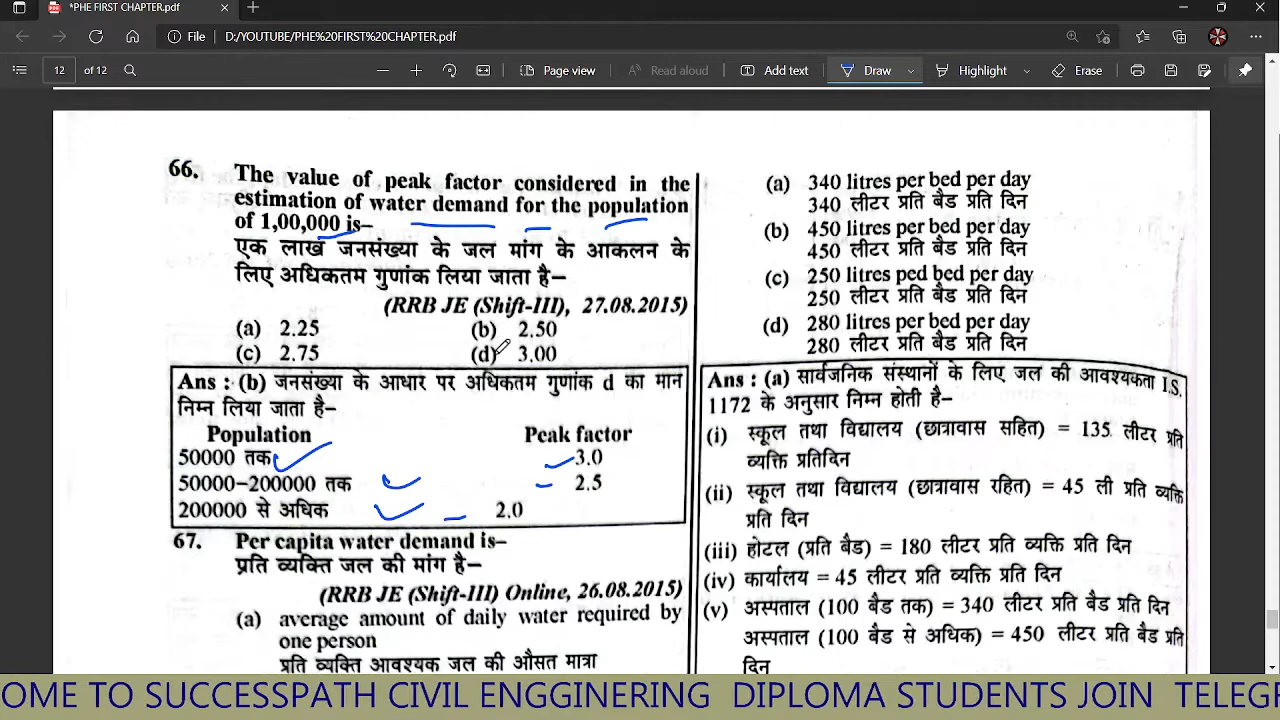 *PHE FIRST CHAPTER.pdf
File
D:/YOUTUBE/PHE%20FIRST%20CHAPTER.pdf
12 of 12
Page view
Read aloud
Add text
Draw
Highlight
Erase
66. The value of peak factor considered in the
estimation of water demand for the population
of 1,00,000 is–
एक लाख जनसंख्या के जल मांग के आकलन के
लिए अधिकतम गुणांक लिया जाता है–
(RRB JE (Shift-III), 27.08.2015)
(a) 2.25 (b) 2.50
(c) 2.75 (d) 3.00
Ans : (b) जनसंख्या के आधार पर अधिकतम गुणांक d का मान
निम्न लिया जाता है–
Population Peak factor
50000 तक 3.0
50000–200000 तक 2.5
200000 से अधिक 2.0
67. Per capita water demand is–
प्रति व्यक्ति जल की मांग है–
(RRB JE (Shift-III) Online, 26.08.2015)
(a) average amount of daily water required by
one person
प्रति व्यक्ति आवश्यक जल की औसत मात्रा
(a) 340 litres per bed per day
340 लीटर प्रति बैड प्रति दिन
(b) 450 litres per bed per day
450 लीटर प्रति बैड प्रति दिन
(c) 250 litres ped bed per day
250 लीटर प्रति बैड प्रति दिन
(d) 280 litres per bed per day
280 लीटर प्रति बैड प्रति दिन
Ans : (a) सार्वजनिक संस्थानों के लिए जल की आवश्यकता I.S.
1172 के अनुसार निम्न होती है–
(i) स्कूल तथा विद्यालय (छात्रावास सहित) = 135 लीटर प्रति
व्यक्ति प्रतिदिन
(ii) स्कूल तथा विद्यालय (छात्रावास रहित) = 45 ली प्रति व्यक्ति
प्रति दिन
(iii) होटल (प्रति बैड) = 180 लीटर प्रति व्यक्ति प्रति दिन
(iv) कार्यालय = 45 लीटर प्रति व्यक्ति प्रति दिन
(v) अस्पताल (100 बैड तक) = 340 लीटर प्रति बैड प्रति दिन
अस्पताल (100 बैड से अधिक) = 450 लीटर प्रति बैड प्रति
दिन
OME TO SUCCESSPATH CIVIL ENGGINERING DIPLOMA STUDENTS JOIN TELEGE